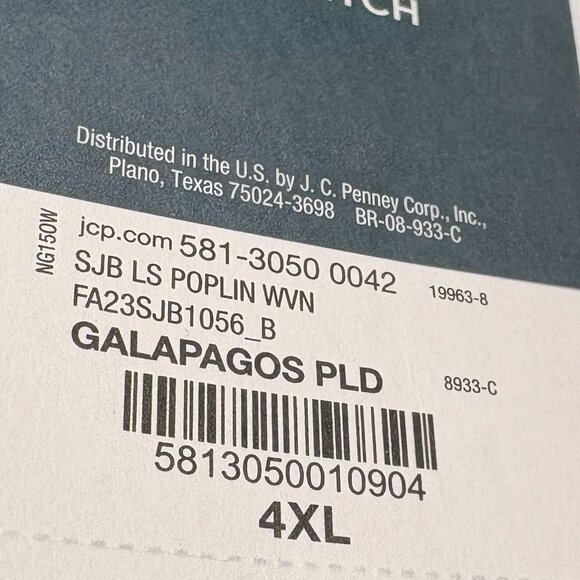 Distributed in the U.S. by J. C. Penney Corp., Inc.,
Plano, Texas 75024-3698 BR-08-933-C
NG150W
jcp.com 581-3050 0042 19963-8
SJB LS POPLIN WVN
FA23SJB1056_B
GALAPAGOS PLD 8933-C
5813050010904
4XL